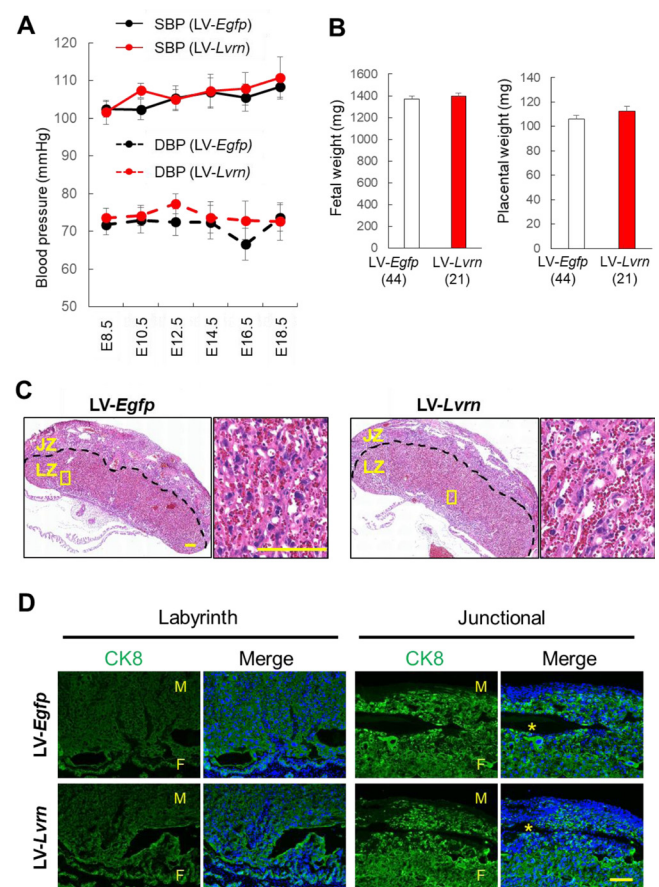 A
SBP (LV-Egfp)
SBP (LV-Lvrn)
DBP (LV-Egfp)
DBP (LV-Lvrn)
Blood pressure (mmHg)
120
110
100
90
80
70
60
50
E8.5
E10.5
E12.5
E14.5
E16.5
E18.5
B
Fetal weight (mg)
1600
1400
1200
1000
800
600
400
200
0
LV-Egfp
(44)
LV-Lvrn
(21)
Placental weight (mg)
140
120
100
80
60
40
20
0
LV-Egfp
(44)
LV-Lvrn
(21)
C
LV-Egfp
LV-Lvrn
JZ
LZ
JZ
LZ
D
Labyrinth
Junctional
CK8
Merge
CK8
Merge
LV-Egfp
M
F
M
F
*
LV-Lvrn
M
F
M
F
*